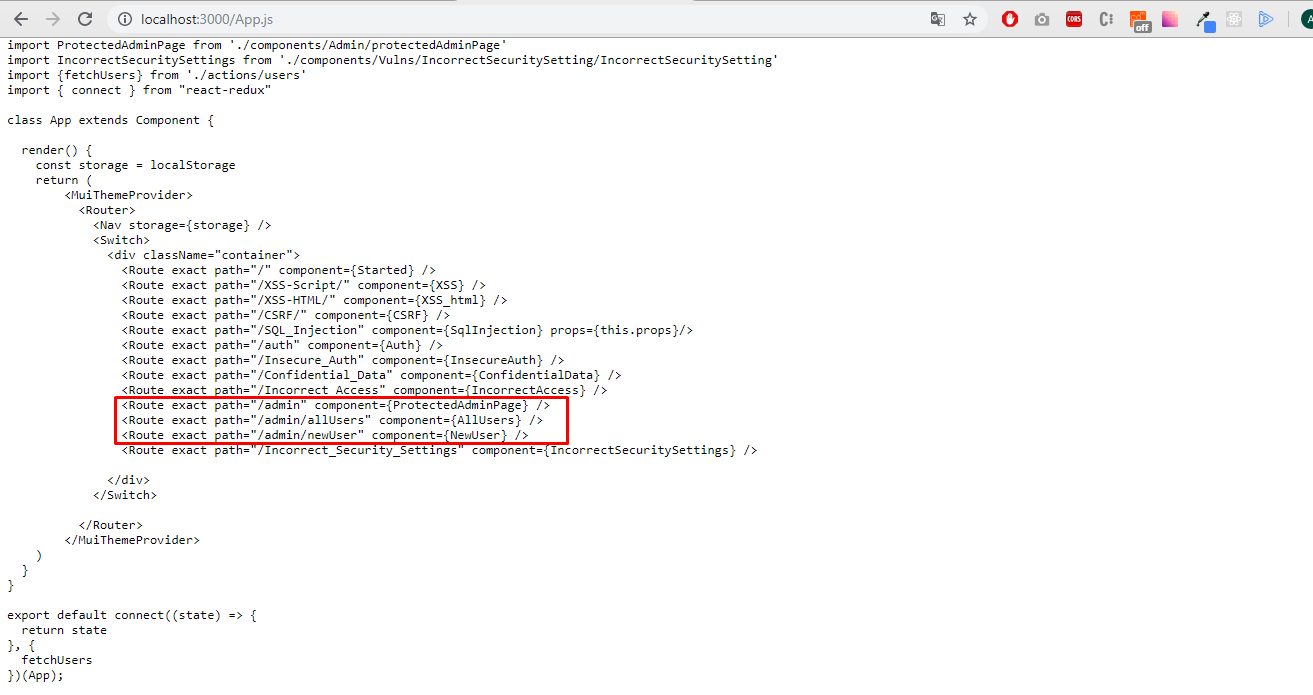 localhost:3000/App.js
CORS
C
off
A
import ProtectedAdminPage from './components/Admin/protectedAdminPage'
import IncorrectSecuritySettings from './components/Vulns/IncorrectSecuritySetting/IncorrectSecuritySetting'
import {fetchUsers} from './actions/users'
import { connect } from "react-redux"

class App extends Component {

  render() {
    const storage = localStorage
    return (
        <MuiThemeProvider>
          <Router>
            <Nav storage={storage} />
            <Switch>
              <div className="container">
                <Route exact path="/" component={Started} />
                <Route exact path="/XSS-Script/" component={XSS} />
                <Route exact path="/XSS-HTML/" component={XSS_html} />
                <Route exact path="/CSRF/" component={CSRF} />
                <Route exact path="/SQL_Injection" component={SqlInjection} props={this.props}/>
                <Route exact path="/auth" component={Auth} />
                <Route exact path="/Insecure_Auth" component={InsecureAuth} />
                <Route exact path="/Confidential_Data" component={ConfidentialData} />
                <Route exact path="/Incorrect_Access" component={IncorrectAccess} />
                <Route exact path="/admin" component={ProtectedAdminPage} />
                <Route exact path="/admin/allUsers" component={AllUsers} />
                <Route exact path="/admin/newUser" component={NewUser} />
                <Route exact path="/Incorrect_Security_Settings" component={IncorrectSecuritySettings} />

              </div>
            </Switch>

          </Router>
        </MuiThemeProvider>
    )
  }
}

export default connect((state) => {
  return state
}, {
  fetchUsers
})(App);